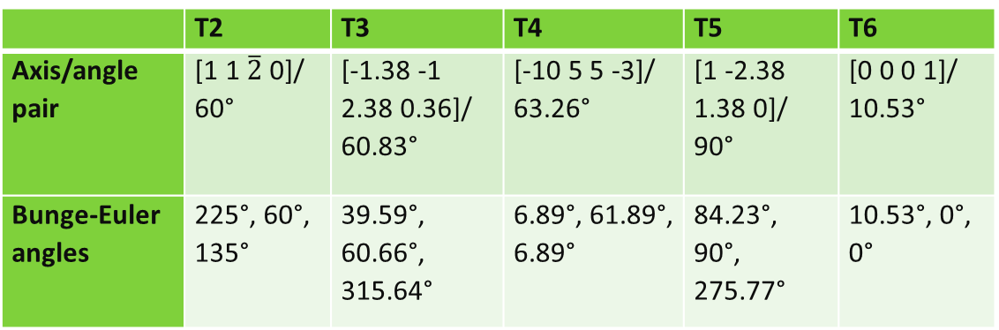 T2 T3 T4 T5 T6
Axis/angle pair [1 1 2̅ 0]/ 60° [-1.38 -1 2.38 0.36]/ 60.83° [-10 5 5 -3]/ 63.26° [1 -2.38 1.38 0]/ 90° [0 0 0 1]/ 10.53°
Bunge-Euler angles 225°, 60°, 135° 39.59°, 60.66°, 315.64° 6.89°, 61.89°, 6.89° 84.23°, 90°, 275.77° 10.53°, 0°, 0°